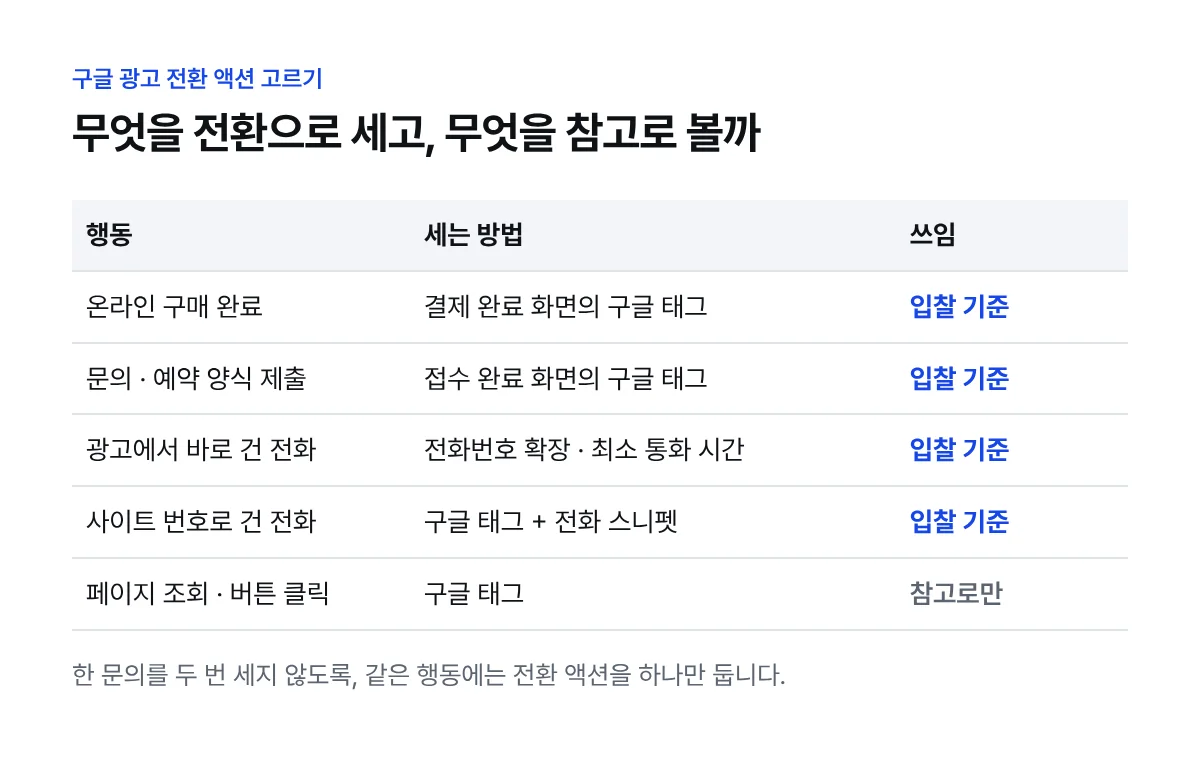 구글 광고 전환 액션 고르기
무엇을 전환으로 세고, 무엇을 참고로 볼까
행동 세는 방법 쓰임
온라인 구매 완료 결제 완료 화면의 구글 태그 입찰 기준
문의 · 예약 양식 제출 접수 완료 화면의 구글 태그 입찰 기준
광고에서 바로 건 전화 전화번호 확장 · 최소 통화 시간 입찰 기준
사이트 번호로 건 전화 구글 태그 + 전화 스니펫 입찰 기준
페이지 조회 · 버튼 클릭 구글 태그 참고로만
한 문의를 두 번 세지 않도록, 같은 행동에는 전환 액션을 하나만 둡니다.